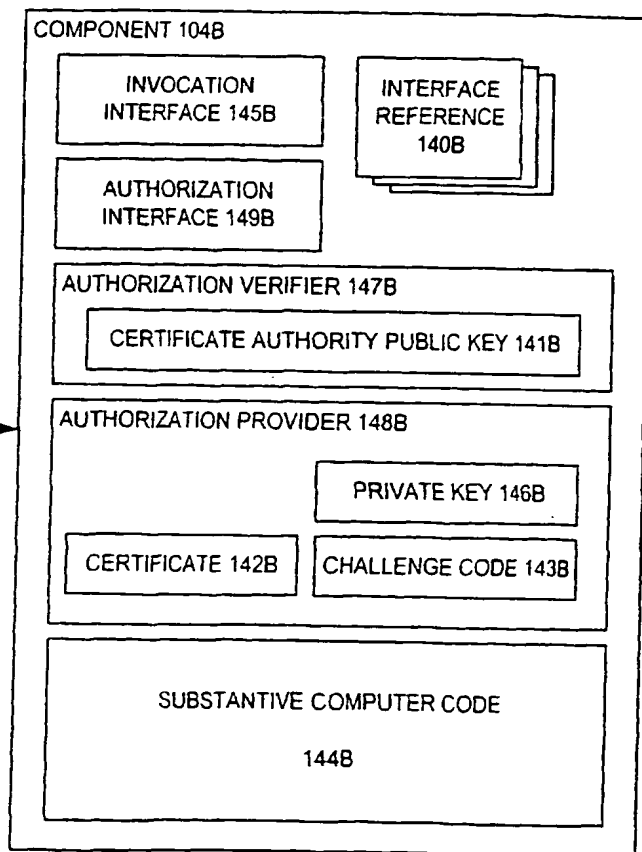 COMPONENT 104B
INVOCATION
INTERFACE 145B
INTERFACE
REFERENCE
140B
AUTHORIZATION
INTERFACE 149B
AUTHORIZATION VERIFIER 147B
CERTIFICATE AUTHORITY PUBLIC KEY 141B
AUTHORIZATION PROVIDER 148B
PRIVATE KEY 146B
CERTIFICATE 142B
CHALLENGE CODE 143B
SUBSTANTIVE COMPUTER CODE
144B